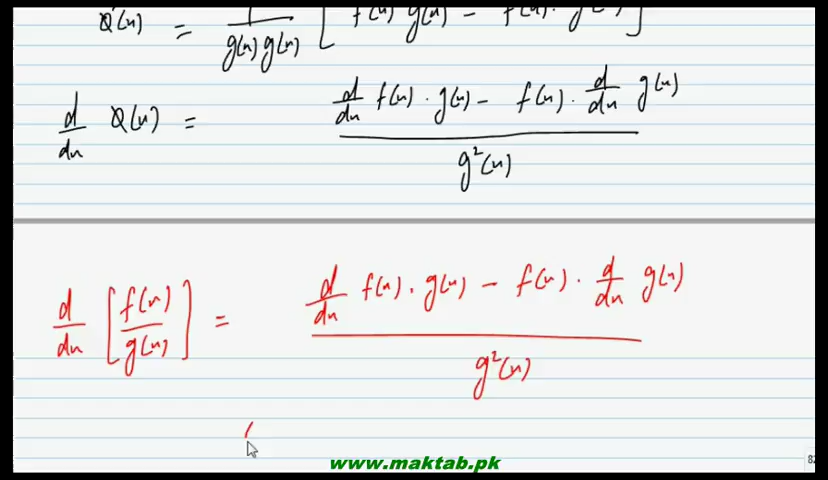 Q'(x) = 1 / g(x) g(x) [ f'(x) g(x) − f(x) · g'(x) ]
d/dx Q(x) = d/dx f(x) · g(x) − f(x) · d/dx g(x) / g²(x)
d/dx [ f(x) / g(x) ] = d/dx f(x) · g(x) − f(x) · d/dx g(x) / g²(x)
www.maktab.pk